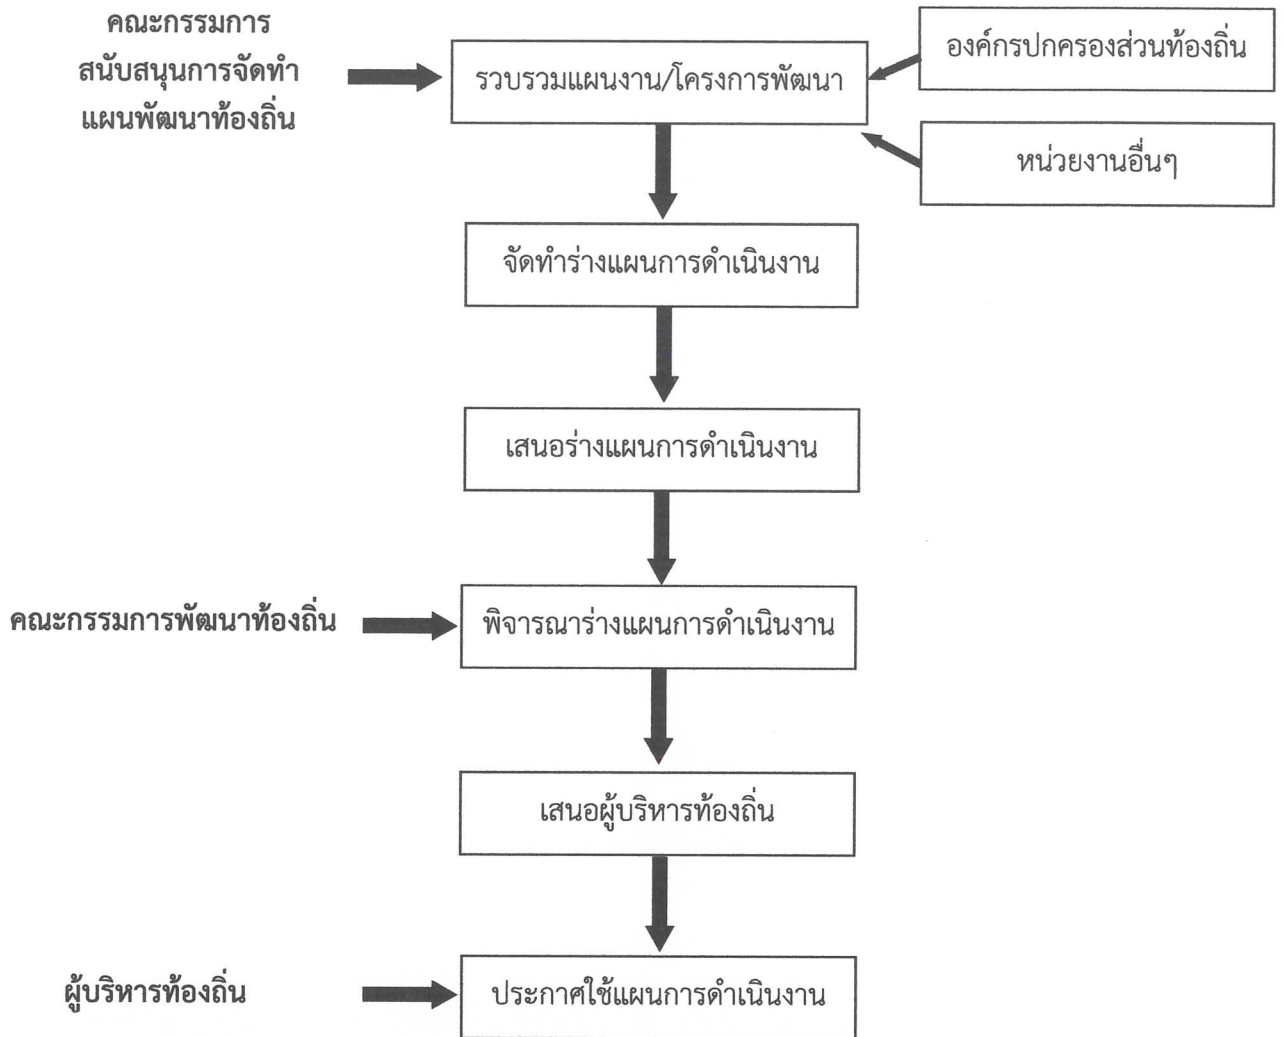 คณะกรรมการ
สนับสนุนการจัดทำ
แผนพัฒนาท้องถิ่น
รวบรวมแผนงาน/โครงการพัฒนา
องค์กรปกครองส่วนท้องถิ่น
หน่วยงานอื่นๆ
จัดทำร่างแผนการดำเนินงาน
เสนอร่างแผนการดำเนินงาน
คณะกรรมการพัฒนาท้องถิ่น
พิจารณาร่างแผนการดำเนินงาน
เสนอผู้บริหารท้องถิ่น
ผู้บริหารท้องถิ่น
ประกาศใช้แผนการดำเนินงาน